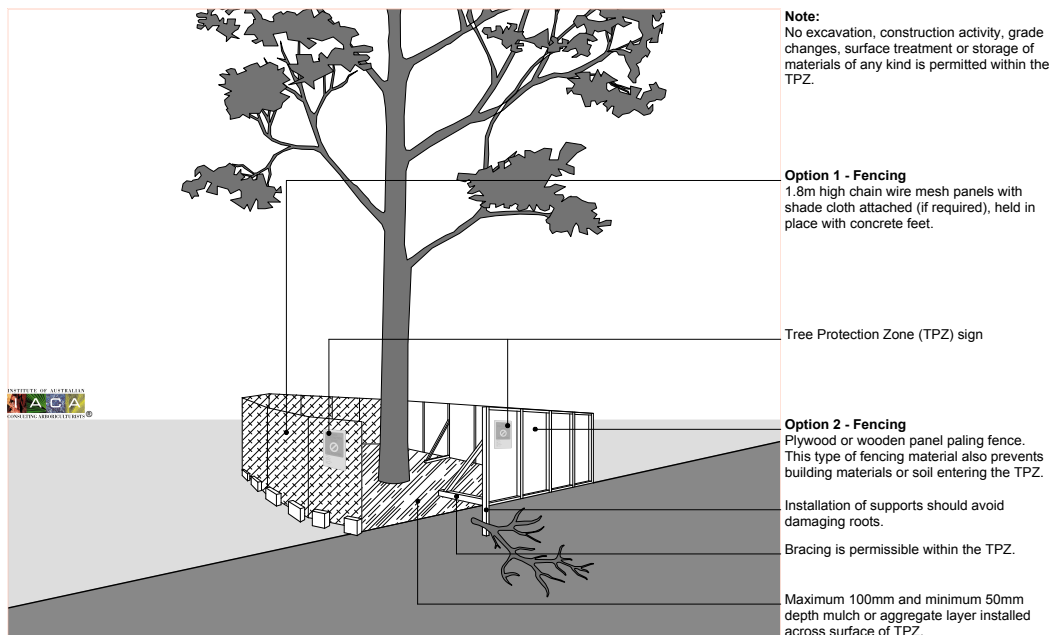 Note:
No excavation, construction activity, grade
changes, surface treatment or storage of
materials of any kind is permitted within the
TPZ.
Option 1 - Fencing
1.8m high chain wire mesh panels with
shade cloth attached (if required), held in
place with concrete feet.
Tree Protection Zone (TPZ) sign
INSTITUTE OF AUSTRALIAN
IACA
CONSULTING ARBORICULTURISTS ®
Option 2 - Fencing
Plywood or wooden panel paling fence.
This type of fencing material also prevents
building materials or soil entering the TPZ.
Installation of supports should avoid
damaging roots.
Bracing is permissible within the TPZ.
Maximum 100mm and minimum 50mm
depth mulch or aggregate layer installed
across surface of TPZ.